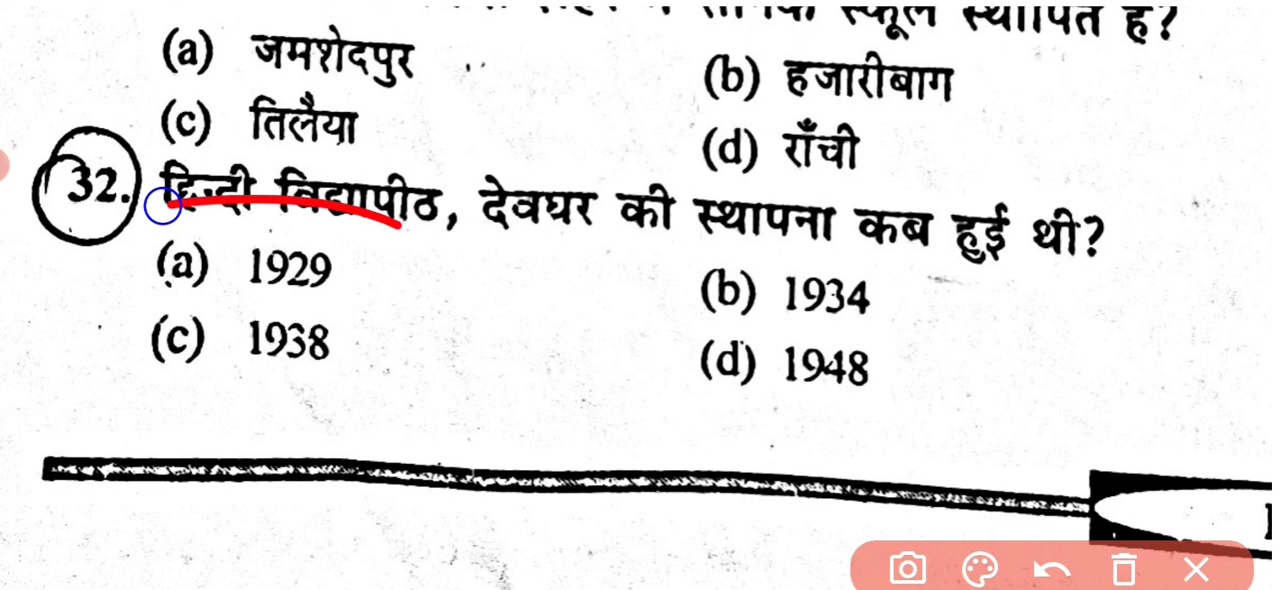 स्कूल स्थापित है?
(a) जमशेदपुर
(b) हजारीबाग
(c) तिलैया
(d) राँची
32. हिन्दी विद्यापीठ, देवघर की स्थापना कब हुई थी?
(a) 1929
(b) 1934
(c) 1938
(d) 1948